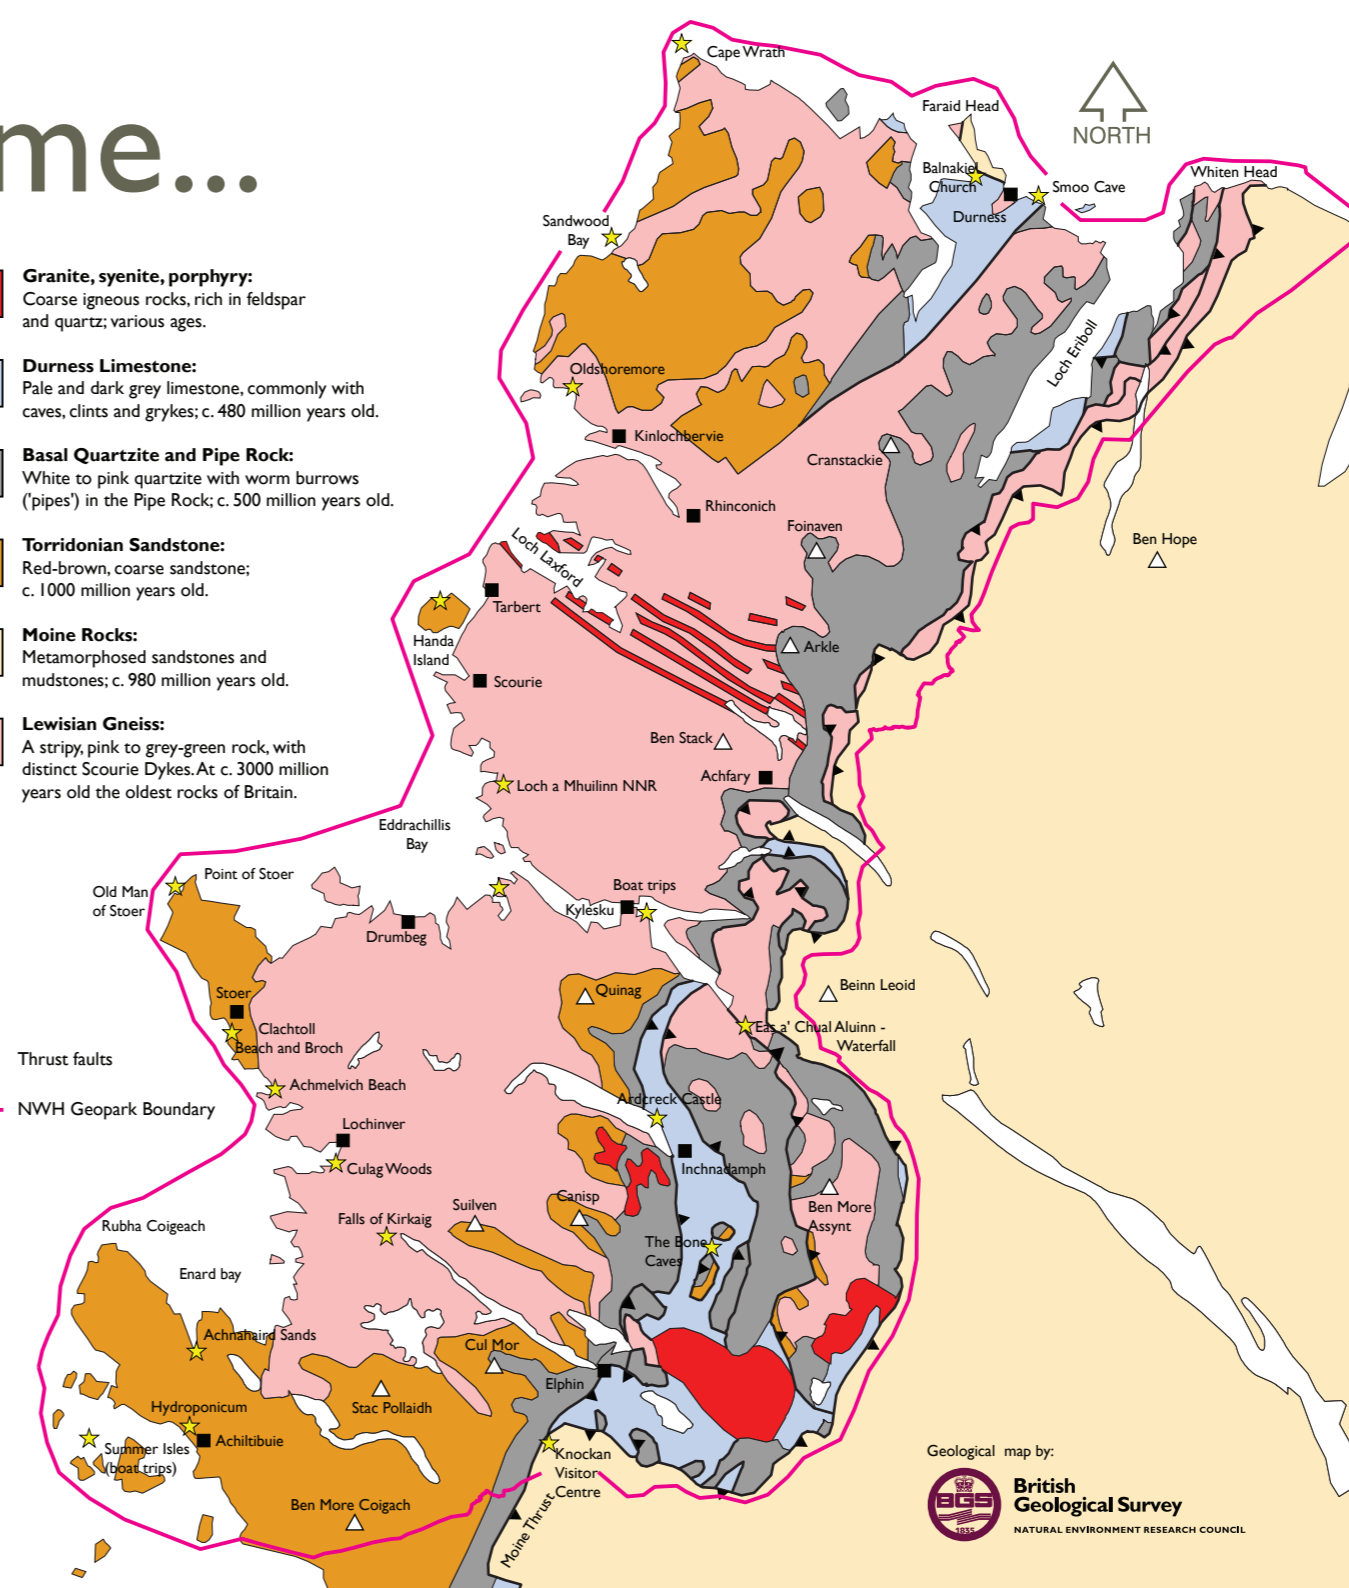 me...
NORTH
Cape Wrath
Faraid Head
Balnakiel
Church
Durness
Smoo Cave
Whiten Head
Sandwood
Bay
Granite, syenite, porphyry:
Coarse igneous rocks, rich in feldspar
and quartz; various ages.
Durness Limestone:
Pale and dark grey limestone, commonly with
caves, clints and grykes; c. 480 million years old.
Basal Quartzite and Pipe Rock:
White to pink quartzite with worm burrows
('pipes') in the Pipe Rock; c. 500 million years old.
Torridonian Sandstone:
Red-brown, coarse sandstone;
c. 1000 million years old.
Moine Rocks:
Metamorphosed sandstones and
mudstones; c. 980 million years old.
Lewisian Gneiss:
A stripy, pink to grey-green rock, with
distinct Scourie Dykes. At c. 3000 million
years old the oldest rocks of Britain.
Thrust faults
NWH Geopark Boundary
Oldshoremore
Kinlochbervie
Loch Eriboll
Cranstackie
Rhinconich
Foinaven
Ben Hope
Loch Laxford
Tarbert
Handa
Island
Arkle
Scourie
Ben Stack
Achfary
Loch a Mhuilinn NNR
Eddrachillis
Bay
Point of Stoer
Old Man
of Stoer
Boat trips
Kylesku
Drumbeg
Quinag
Beinn Leoid
Stoer
Clachtoll
Beach and Broch
Eas a' Chual Aluinn -
Waterfall
Achmelvich Beach
Ardcreck Castle
Lochinver
Culag Woods
Inchnadamph
Suilven
Canisp
Ben More
Assynt
Falls of Kirkaig
Rubha Coigeach
The Bone
Caves
Enard bay
Achnahaird Sands
Cul Mor
Elphin
Stac Pollaidh
Hydroponicum
Achiltibuie
Summer Isles
(boat trips)
Knockan
Visitor
Centre
Ben More Coigach
Moine Thrust
Geological map by:
BGS
1835
British
Geological Survey
NATURAL ENVIRONMENT RESEARCH COUNCIL